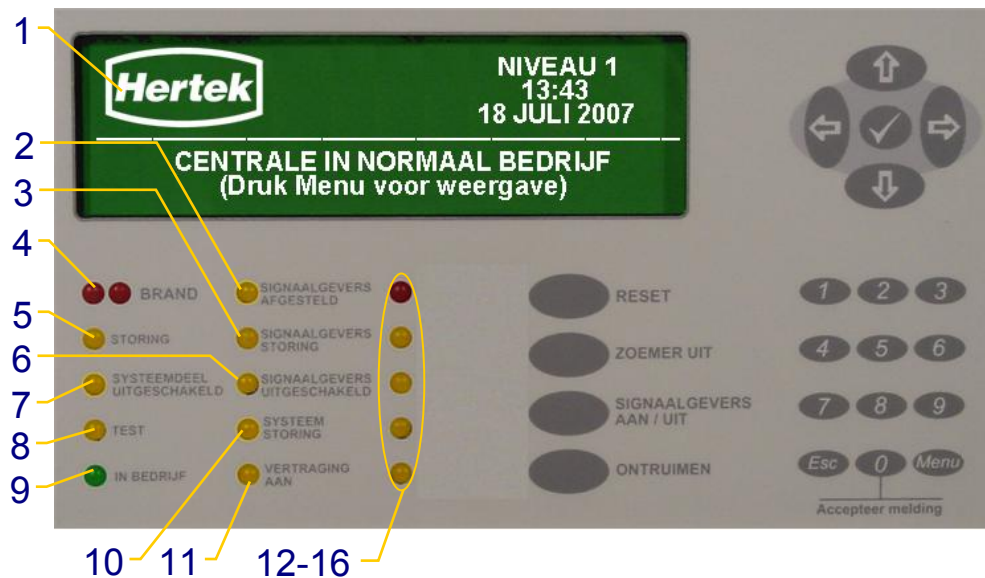 1
Hertek
NIVEAU 1
13:43
18 JULI 2007
CENTRALE IN NORMAAL BEDRIJF
(Druk Menu voor weergave)
2
3
4
5
6
7
8
9
10
11
12-16
BRAND
STORING
SYSTEEMDEEL
UITGESCHAKELD
TEST
IN BEDRIJF
SIGNAALGEVERS
AFGESTELD
SIGNAALGEVERS
STORING
SIGNAALGEVERS
UITGESCHAKELD
SYSTEEM
STORING
VERTRAGING
AAN
RESET
ZOEMER UIT
SIGNAALGEVERS
AAN / UIT
ONTRUIMEN
1 2 3
4 5 6
7 8 9
Esc 0 Menu
Accepteer melding